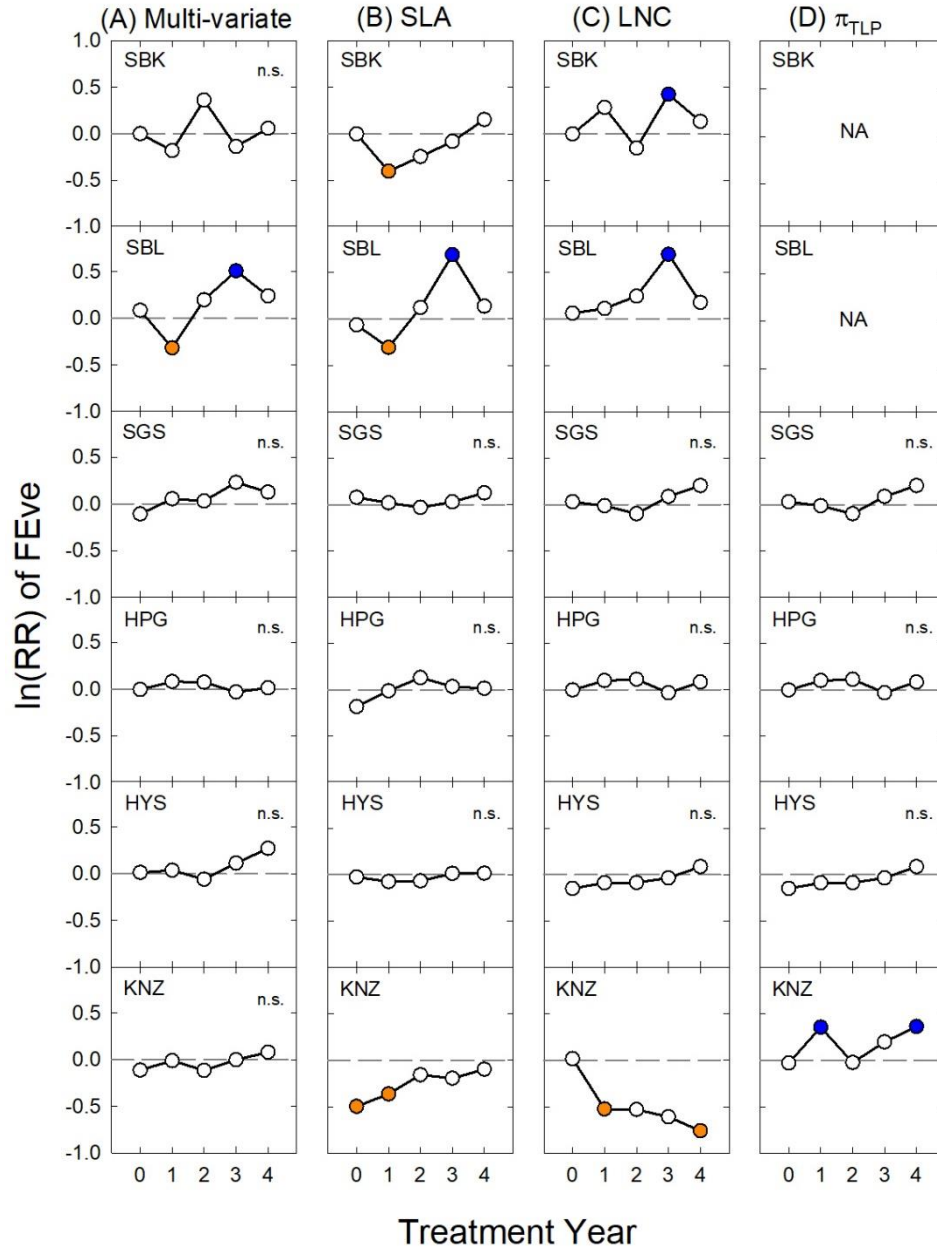 (A) Multi-variate (B) SLA (C) LNC (D) πTLP
1.0 SBK n.s. SBK SBK SBK
0.5
0.0 NA
-0.5
-1.0
SBL SBL SBL SBL
0.5
0.0 NA
-0.5
-1.0
SGS n.s. SGS n.s. SGS n.s. SGS n.s.
0.5
0.0
-0.5
-1.0
HPG n.s. HPG n.s. HPG n.s. HPG n.s.
0.5
0.0
-0.5
-1.0
HYS n.s. HYS n.s. HYS n.s. HYS n.s.
0.5
0.0
-0.5
-1.0
KNZ n.s. KNZ KNZ KNZ
0.5
0.0
-0.5
-1.0
0 1 2 3 4 0 1 2 3 4 0 1 2 3 4 0 1 2 3 4
ln(RR) of FEve
Treatment Year